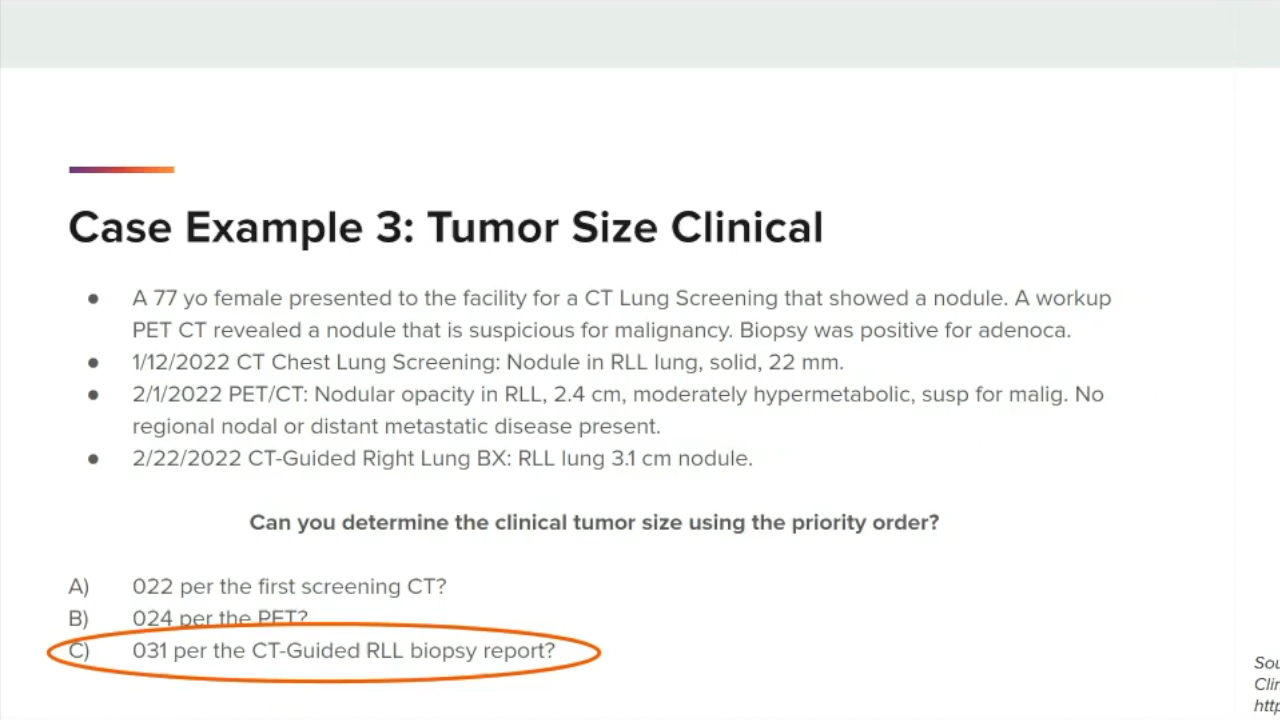 Case Example 3: Tumor Size Clinical
● A 77 yo female presented to the facility for a CT Lung Screening that showed a nodule. A workup
PET CT revealed a nodule that is suspicious for malignancy. Biopsy was positive for adenoca.
● 1/12/2022 CT Chest Lung Screening: Nodule in RLL lung, solid, 22 mm.
● 2/1/2022 PET/CT: Nodular opacity in RLL, 2.4 cm, moderately hypermetabolic, susp for malig. No
regional nodal or distant metastatic disease present.
● 2/22/2022 CT-Guided Right Lung BX: RLL lung 3.1 cm nodule.
Can you determine the clinical tumor size using the priority order?
A) 022 per the first screening CT?
B) 024 per the PET?
C) 031 per the CT-Guided RLL biopsy report?
Sou
Clin
http